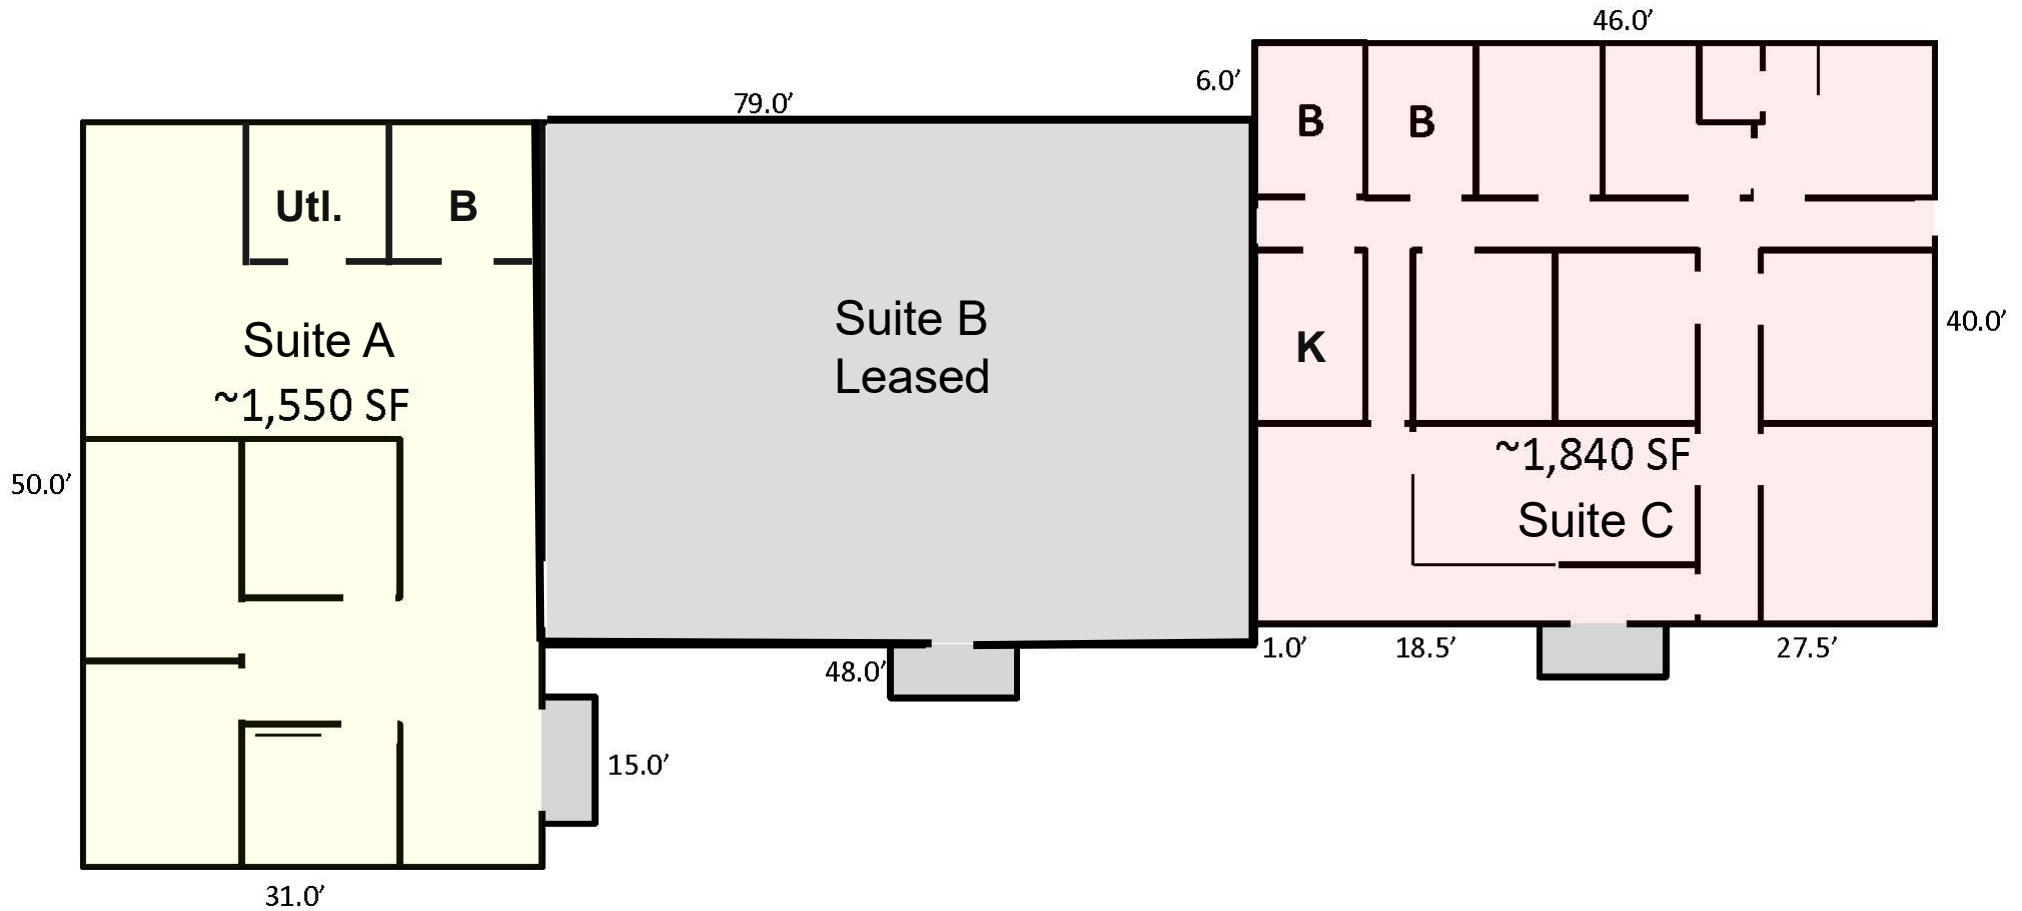 46.0’
6.0’
79.0’
B
B
Utl.
B
Suite A
~1,550 SF
Suite B
Leased
K
40.0’
~1,840 SF
Suite C
50.0’
1.0’
18.5’
27.5’
48.0’
15.0’
31.0’